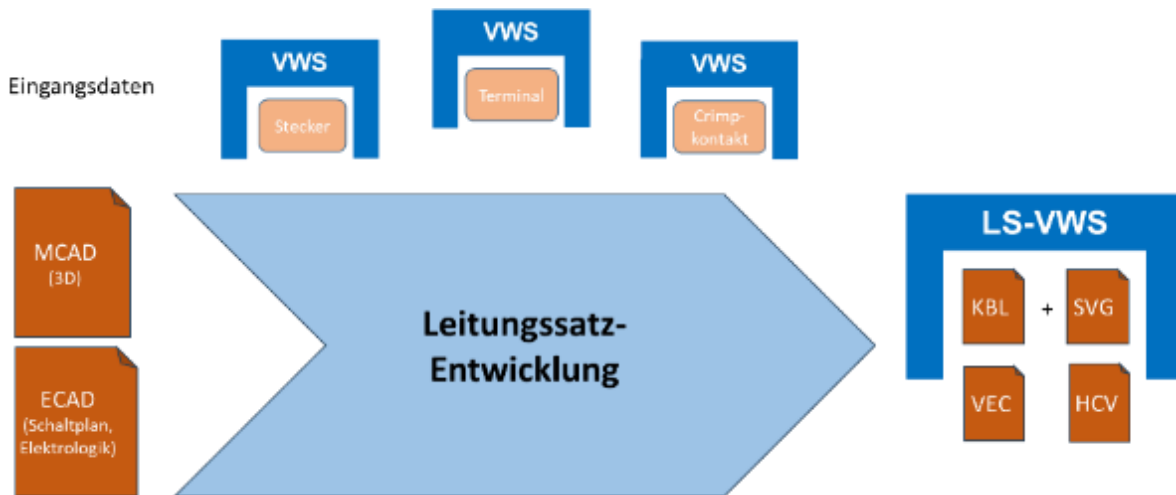 Eingangsdaten
VWS
Stecker
VWS
Terminal
VWS
Crimp-
kontakt
MCAD
(3D)
ECAD
(Schaltplan,
Elektrologik)
Leitungssatz-
Entwicklung
LS-VWS
KBL + SVG
VEC HCV